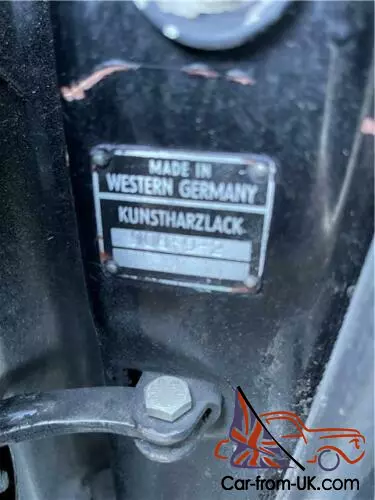 MADE IN
WESTERN GERMANY
KUNSTHARZLACK
Car-from-UK.com